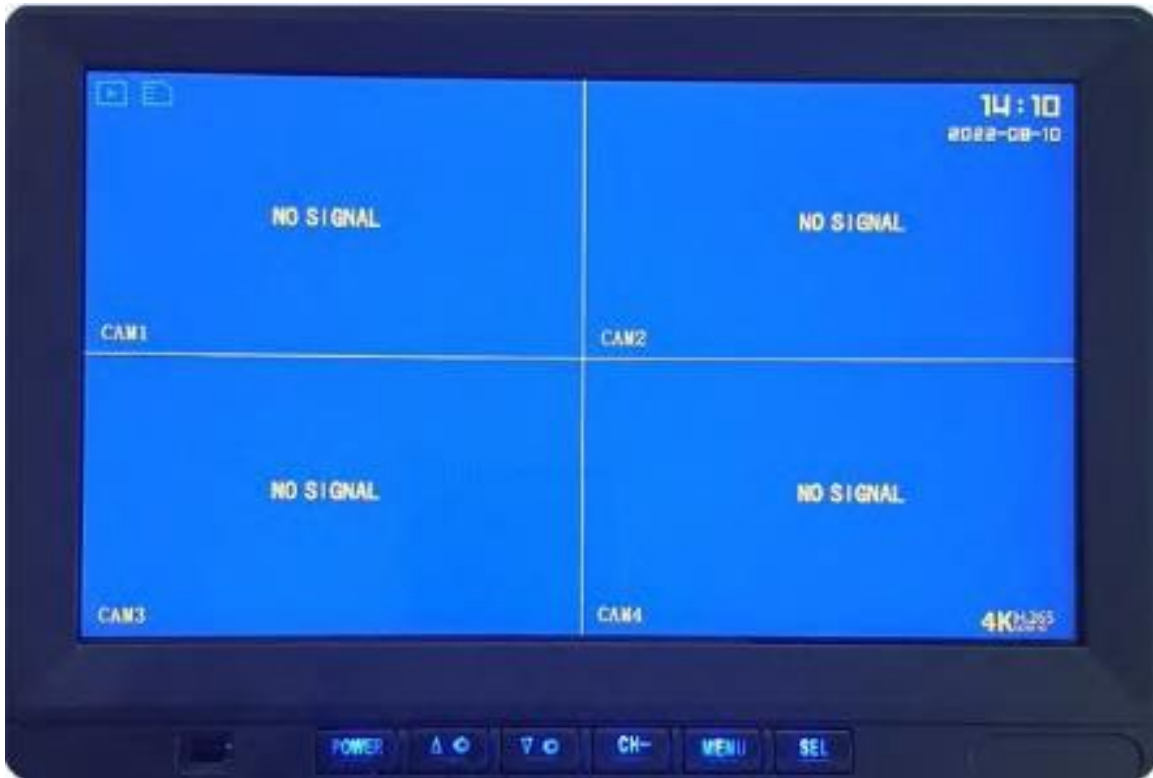 14:10
2022-08-10
NO SIGNAL
NO SIGNAL
CAM1
CAM2
NO SIGNAL
NO SIGNAL
CAM3
CAM4
4K H.265
POWER
CH-
MENU
SEL